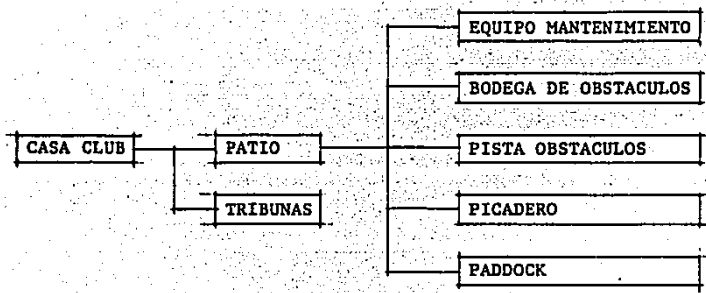 EQUIPO MANTENIMIENTO
BODEGA DE OBSTACULOS
CASA CLUB
PATIO
PISTA OBSTACULOS
TRIBUNAS
PICADERO
PADDOCK